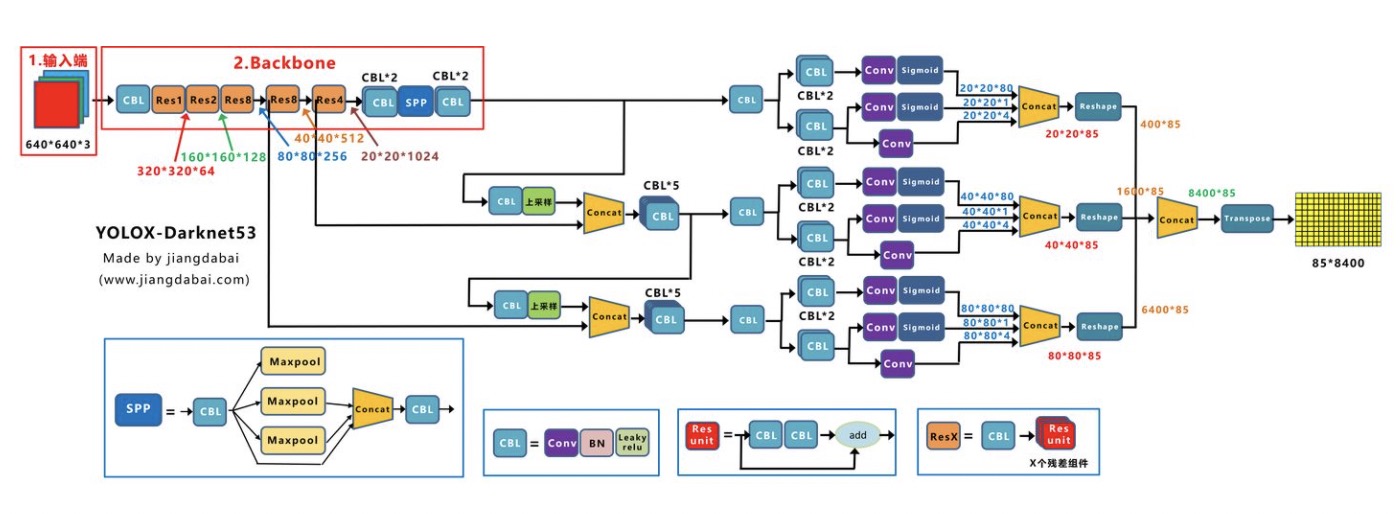 1.输入端
640*640*3
2.Backbone
CBL*2
CBL*2
CBL
Res1
Res2
Res8
Res8
Res4
CBL
SPP
CBL
320*320*64
160*160*128
80*80*256
40*40*512
20*20*1024
CBL
CBL
CBL*2
CBL
CBL*2
Conv
Sigmoid
Conv
Sigmoid
Conv
20*20*80
20*20*1
20*20*4
Concat
20*20*85
Reshape
400*85
CBL
上采样
Concat
CBL*5
CBL
CBL
CBL
CBL*2
CBL
CBL*2
Conv
Sigmoid
Conv
Sigmoid
Conv
40*40*80
40*40*1
40*40*4
Concat
40*40*85
Reshape
1600*85
Concat
8400*85
Transpose
85*8400
YOLOX-Darknet53
Made by jiangdabai
(www.jiangdabai.com)
CBL
上采样
Concat
CBL*5
CBL
CBL
CBL
CBL*2
CBL
Conv
Sigmoid
Conv
Sigmoid
Conv
80*80*80
80*80*1
80*80*4
Concat
80*80*85
Reshape
6400*85
SPP
=
CBL
Maxpool
Maxpool
Maxpool
Concat
CBL
CBL
=
Conv
BN
Leaky
relu
Res
unit
=
CBL
CBL
add
ResX
=
CBL
Res
unit
X个残差组件